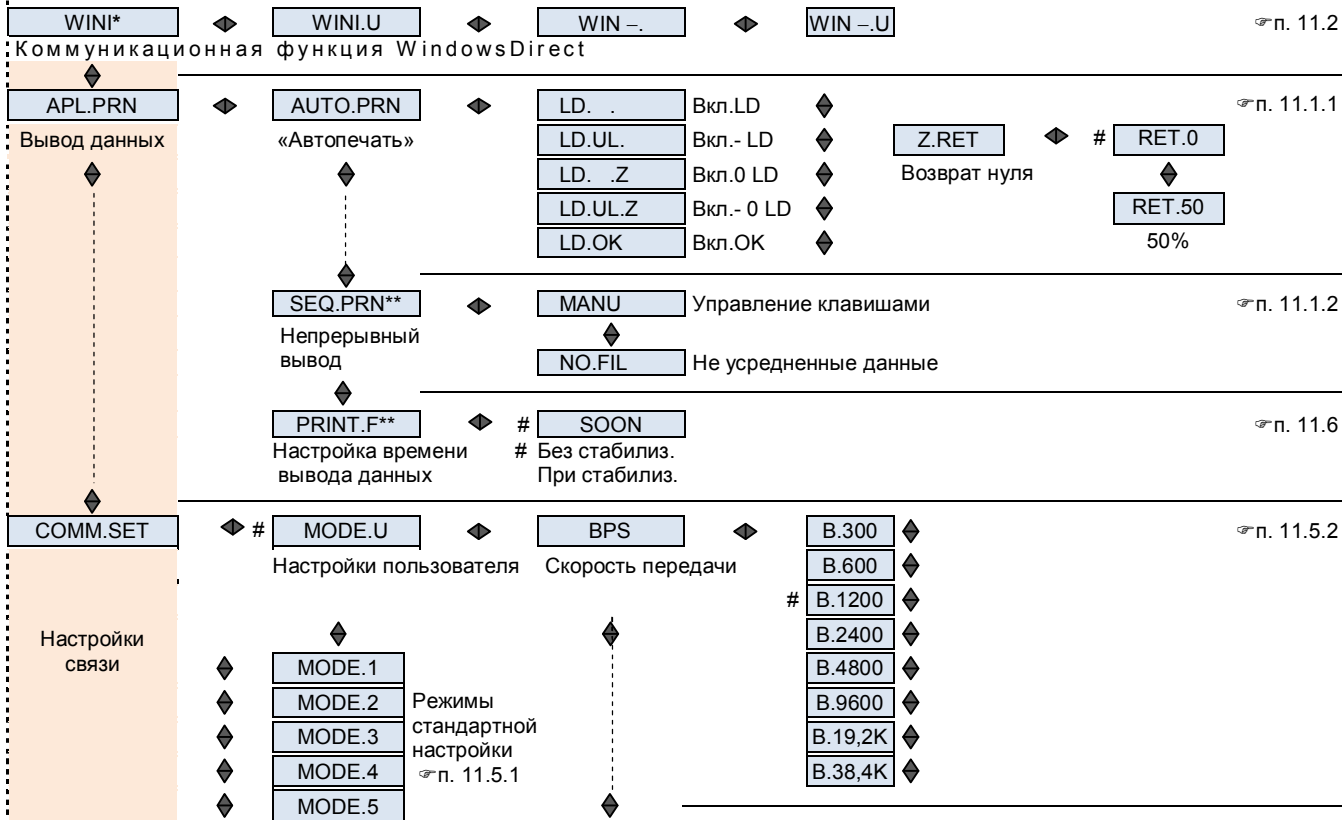 WINI* WINI.U WIN –. WIN –.U ☞п. 11.2
Коммуникационная функция WindowsDirect
APL.PRN AUTO.PRN LD. . Вкл.LD ☞п. 11.1.1
Вывод данных «Автопечать» LD.UL. Вкл.- LD Z.RET # RET.0
LD. .Z Вкл.0 LD Возврат нуля
LD.UL.Z Вкл.- 0 LD RET.50
LD.OK Вкл.OK 50%
SEQ.PRN** MANU Управление клавишами ☞п. 11.1.2
Непрерывный
вывод NO.FIL Не усредненные данные
PRINT.F** # SOON ☞п. 11.6
Настройка времени # Без стабилиз.
вывода данных При стабилиз.
COMM.SET # MODE.U BPS B.300 ☞п. 11.5.2
Настройки пользователя Скорость передачи B.600
# B.1200
Настройки B.2400
связи MODE.1 B.4800
MODE.2 Режимы B.9600
MODE.3 стандартной B.19,2K
настройки
MODE.4 ☞п. 11.5.1 B.38,4K
MODE.5